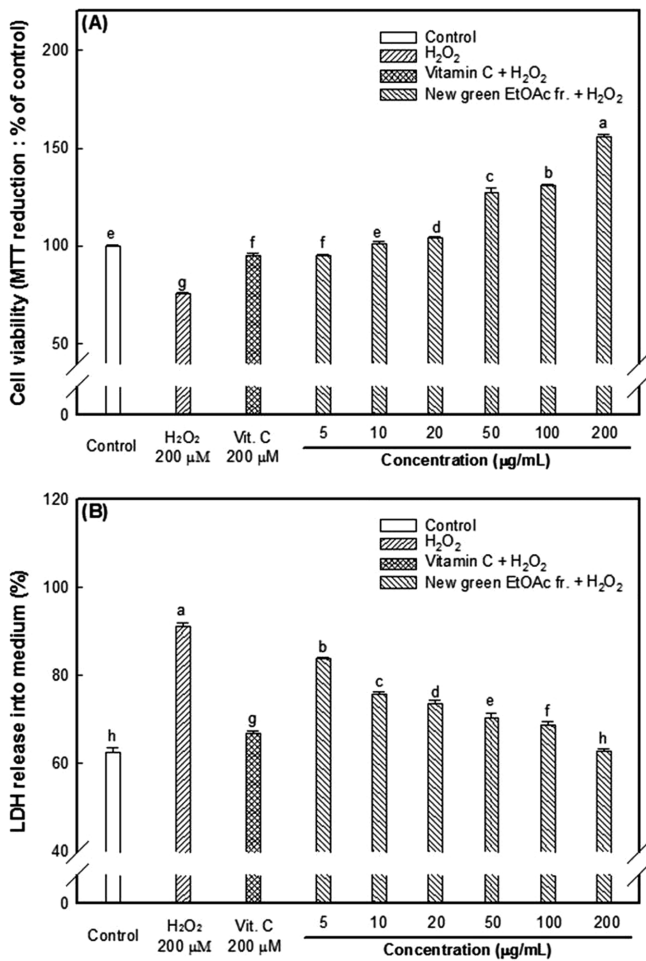 (A)
Cell viability (MTT reduction : % of control)
200
150
100
50
0
Control
H₂O₂
Vitamin C + H₂O₂
New green EtOAc fr. + H₂O₂
e
g
f
f
e
d
c
b
a
Control
H₂O₂
200 μM
Vit. C
200 μM
5 10 20 50 100 200
Concentration (μg/mL)
(B)
LDH release into medium (%)
120
100
80
60
40
0
Control
H₂O₂
Vitamin C + H₂O₂
New green EtOAc fr. + H₂O₂
h
a
g
b
c
d
e
f
h
Control
H₂O₂
200 μM
Vit. C
200 μM
5 10 20 50 100 200
Concentration (μg/mL)